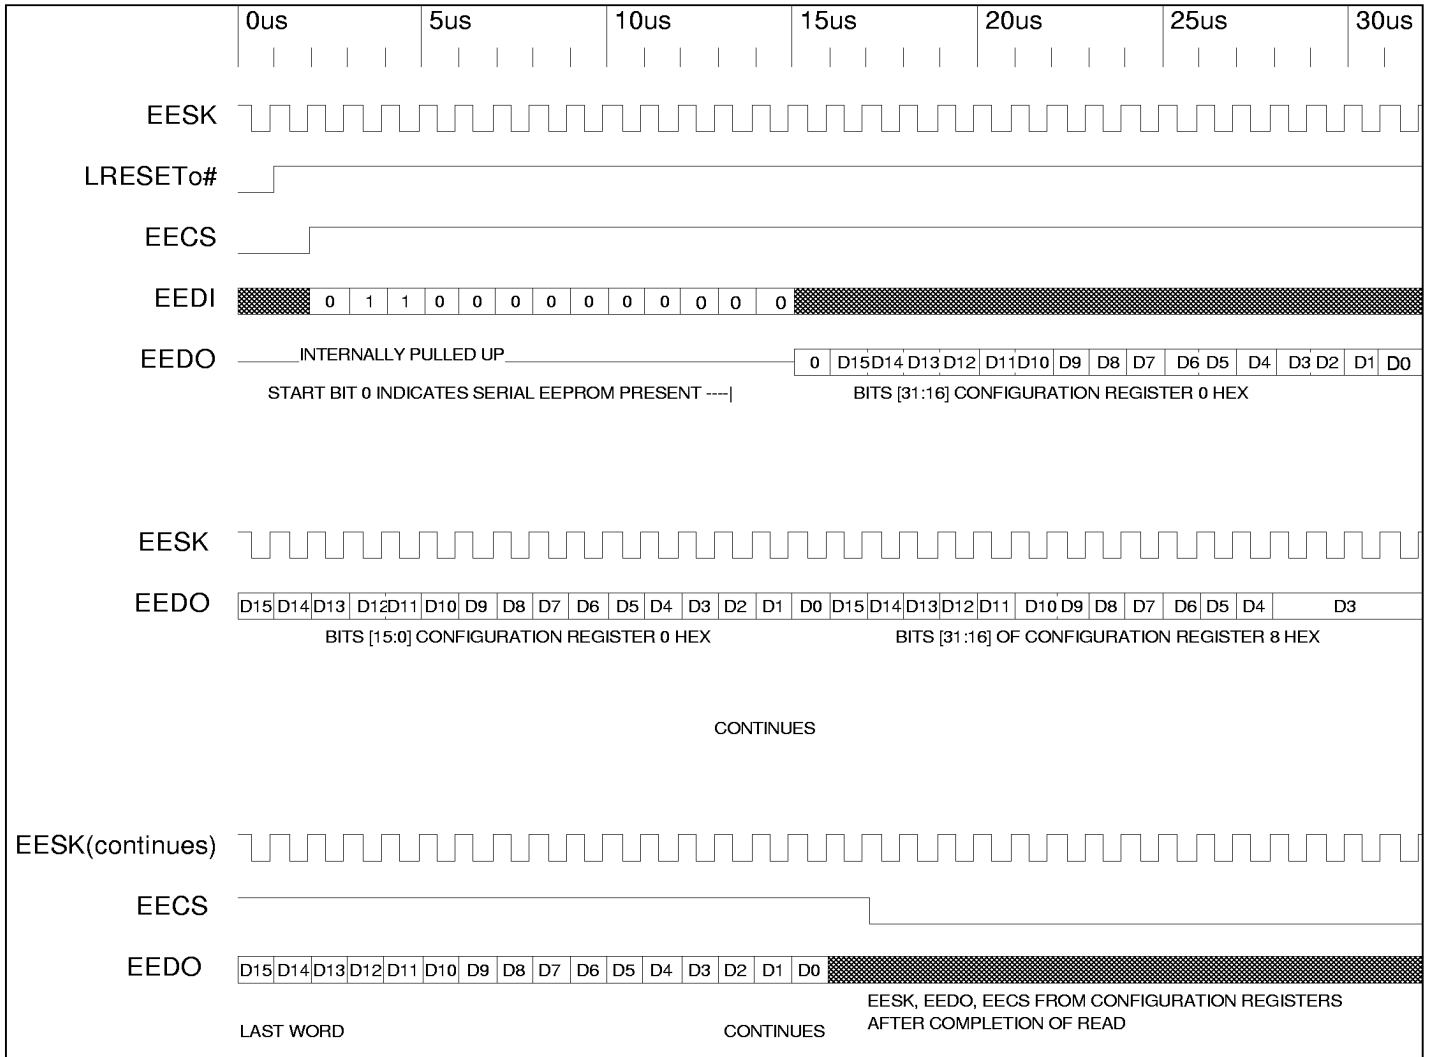 0us 5us 10us 15us 20us 25us 30us
EESK
LRESETo#
EECS
EEDI 0 1 1 0 0 0 0 0 0 0 0 0 0
EEDO INTERNALLY PULLED UP 0 D15 D14 D13 D12 D11 D10 D9 D8 D7 D6 D5 D4 D3 D2 D1 D0
START BIT 0 INDICATES SERIAL EEPROM PRESENT ----| BITS [31:16] CONFIGURATION REGISTER 0 HEX
EESK
EEDO D15 D14 D13 D12 D11 D10 D9 D8 D7 D6 D5 D4 D3 D2 D1 D0 D15 D14 D13 D12 D11 D10 D9 D8 D7 D6 D5 D4 D3
BITS [15:0] CONFIGURATION REGISTER 0 HEX BITS [31:16] OF CONFIGURATION REGISTER 8 HEX
CONTINUES
EESK(continues)
EECS
EEDO D15 D14 D13 D12 D11 D10 D9 D8 D7 D6 D5 D4 D3 D2 D1 D0
EESK, EEDO, EECS FROM CONFIGURATION REGISTERS
AFTER COMPLETION OF READ
LAST WORD CONTINUES